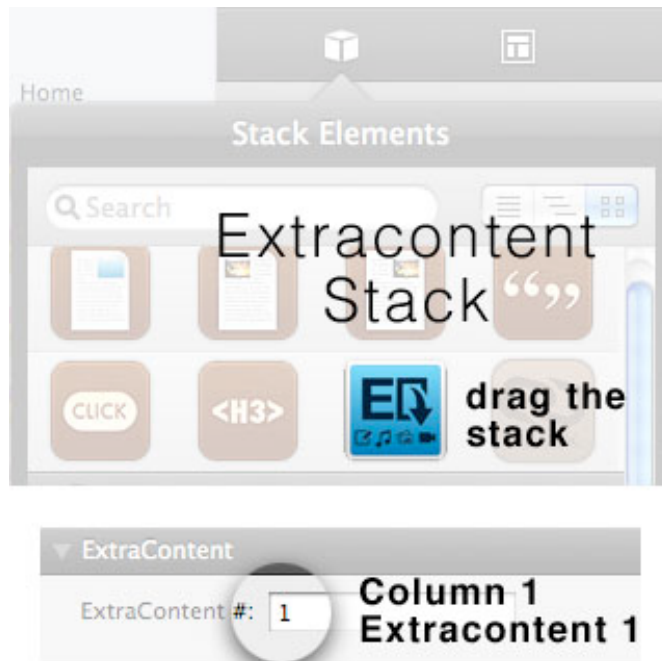 Home
Stack Elements
Search
Extracontent
Stack
“”
CLICK
<H3>
E
drag the
stack
ExtraContent
ExtraContent #: 1
Column 1
Extracontent 1